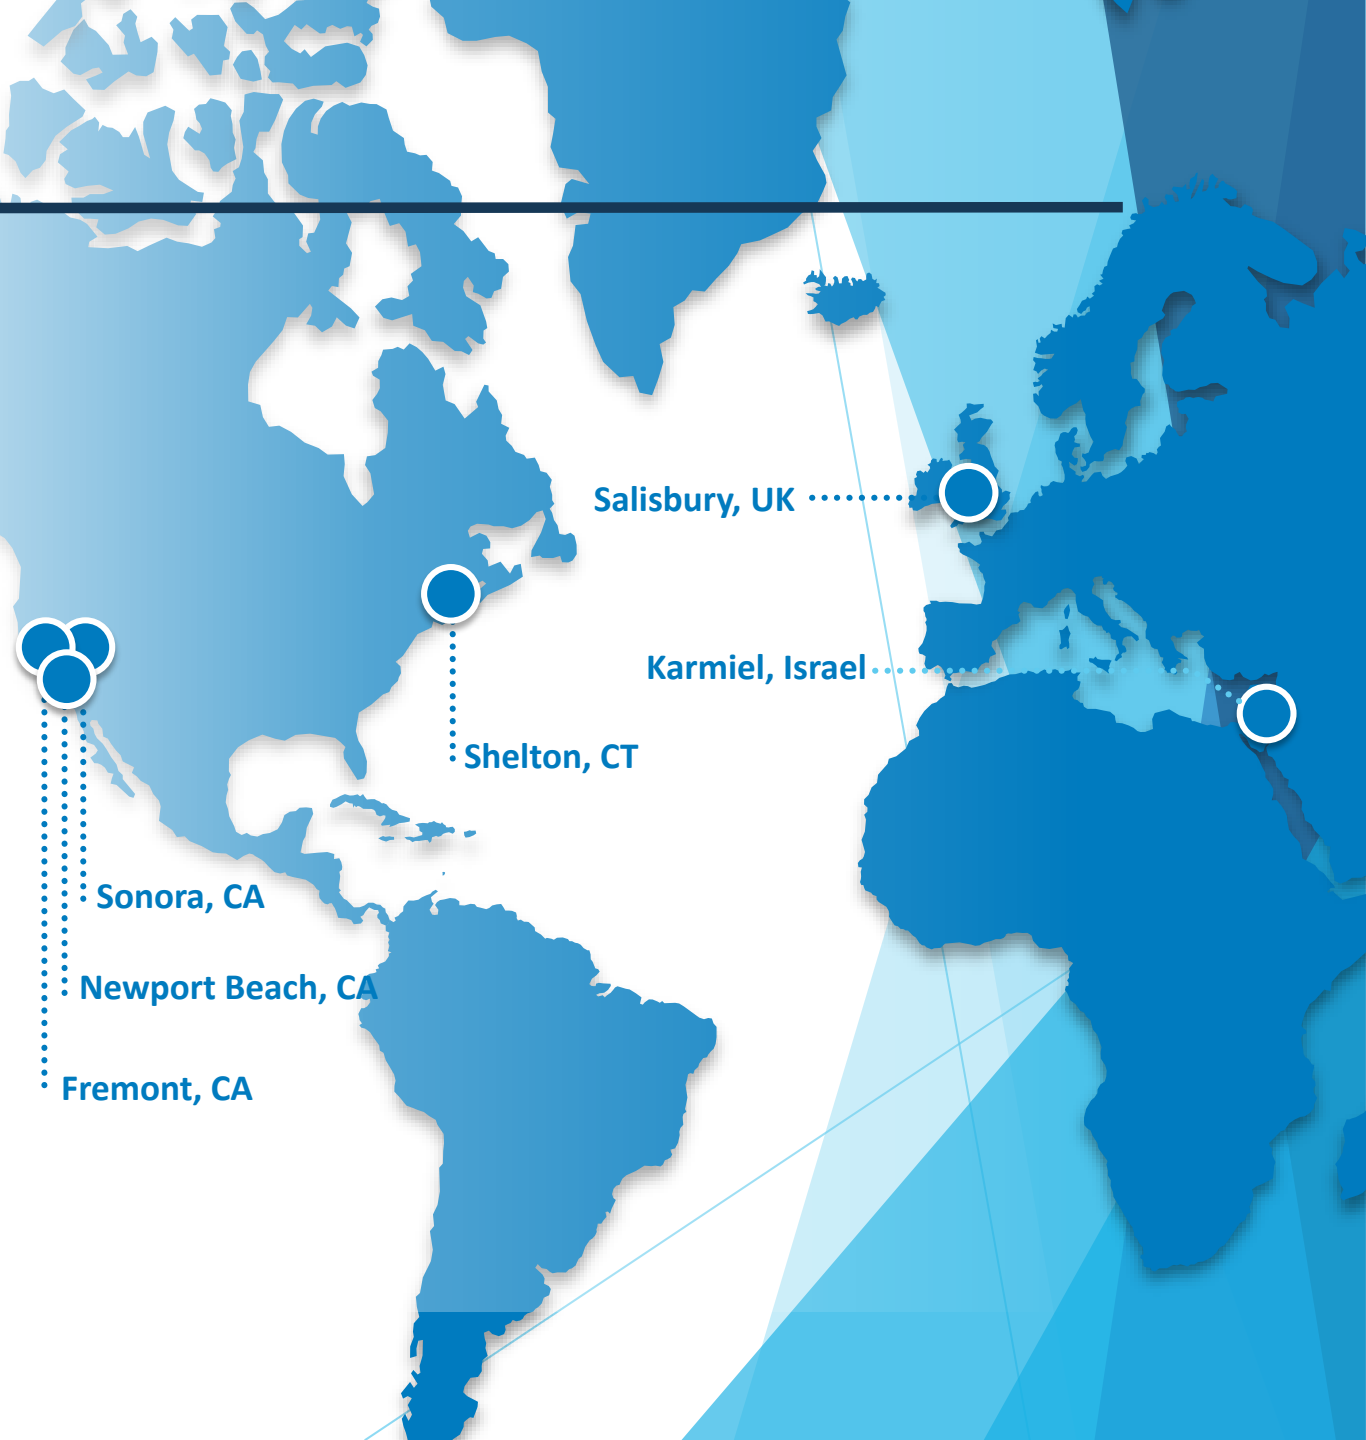 Salisbury, UK
Karmiel, Israel
Shelton, CT
Sonora, CA
Newport Beach, CA
Fremont, CA